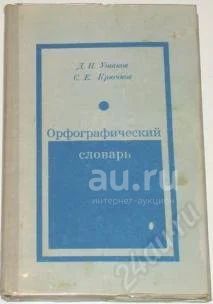 Д. Н. Ушаков
С. Е. Крючков
Орфографический
словарь
au.ru
интернет-аукцион
24au.ru